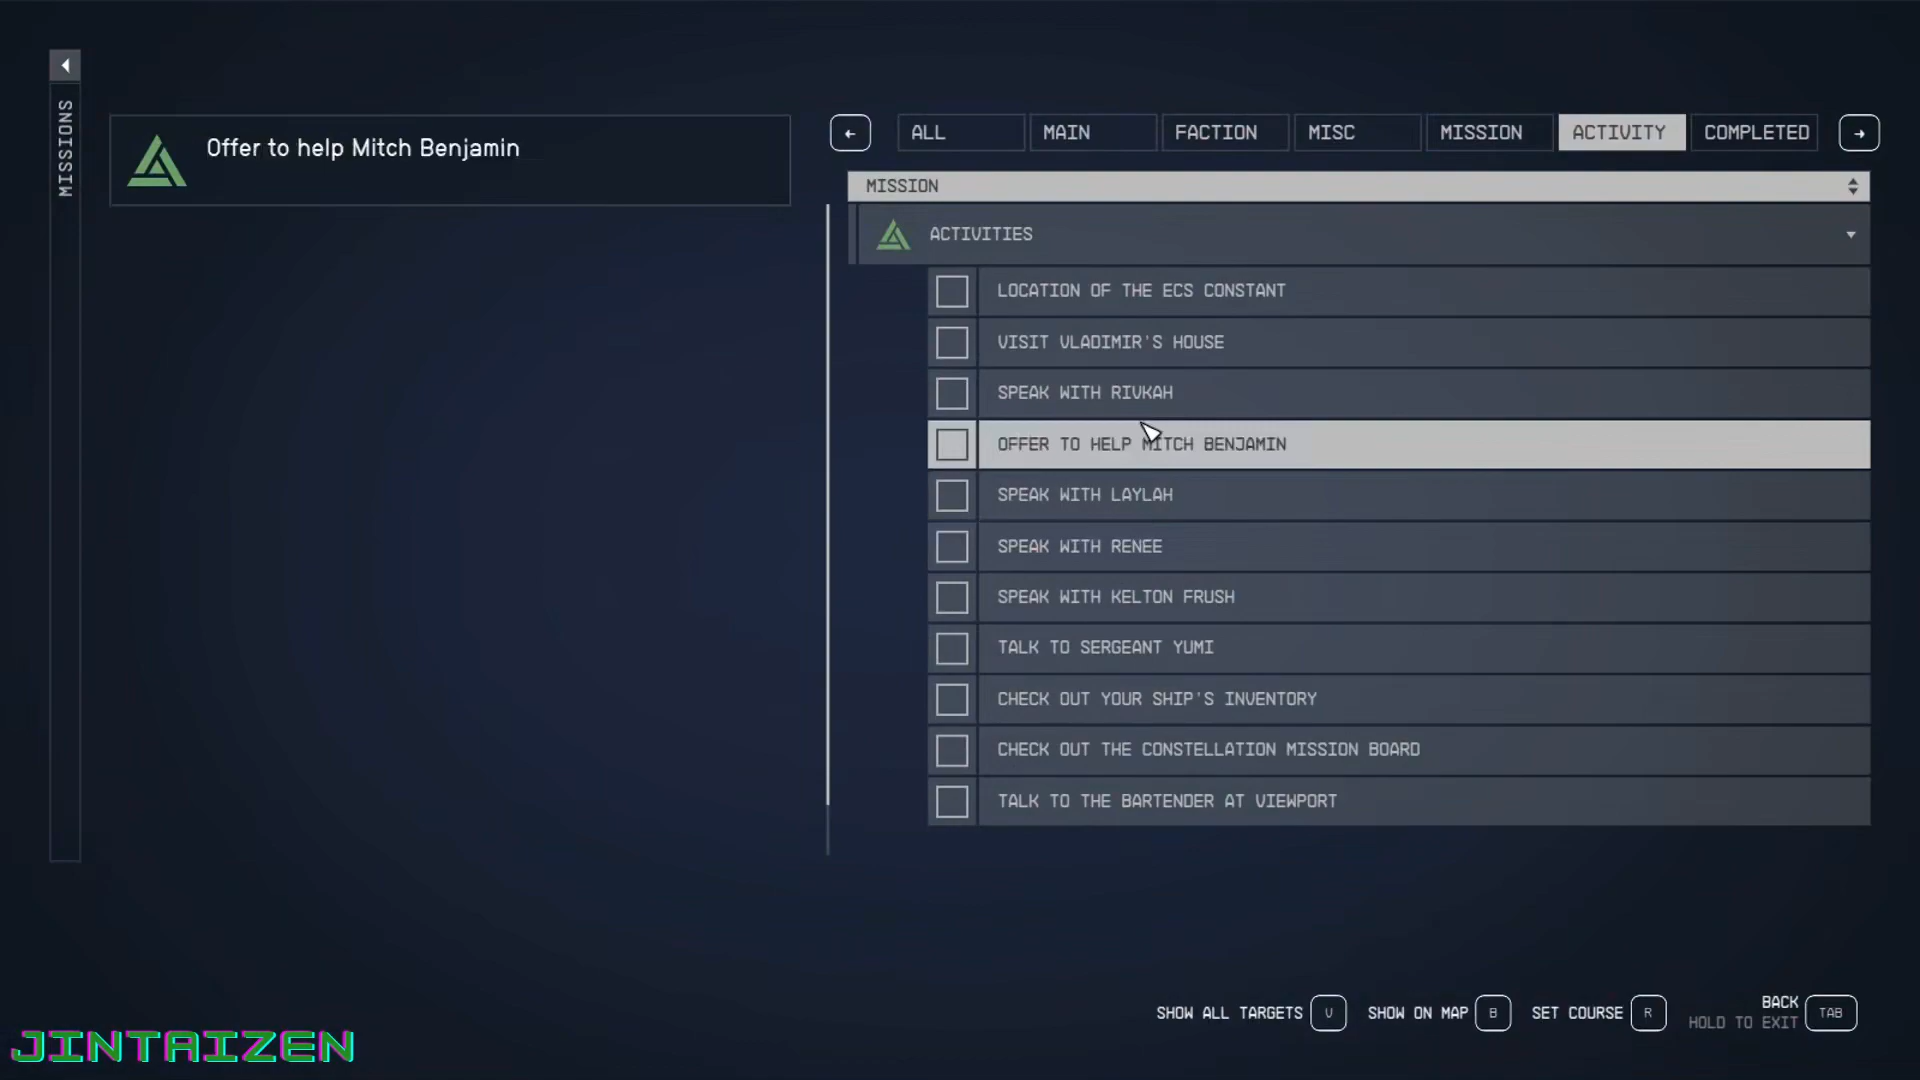 MISSIONS
Offer to help Mitch Benjamin
ALL
MAIN
FACTION
MISC
MISSION
ACTIVITY
COMPLETED
MISSION
ACTIVITIES
LOCATION OF THE ECS CONSTANT
VISIT VLADIMIR'S HOUSE
SPEAK WITH RIVKAH
OFFER TO HELP MITCH BENJAMIN
SPEAK WITH LAYLAH
SPEAK WITH RENEE
SPEAK WITH KELTON FRUSH
TALK TO SERGEANT YUMI
CHECK OUT YOUR SHIP'S INVENTORY
CHECK OUT THE CONSTELLATION MISSION BOARD
TALK TO THE BARTENDER AT VIEWPORT
SHOW ALL TARGETS V
SHOW ON MAP B
SET COURSE R
BACK
HOLD TO EXIT
TAB
JINTAIZEN